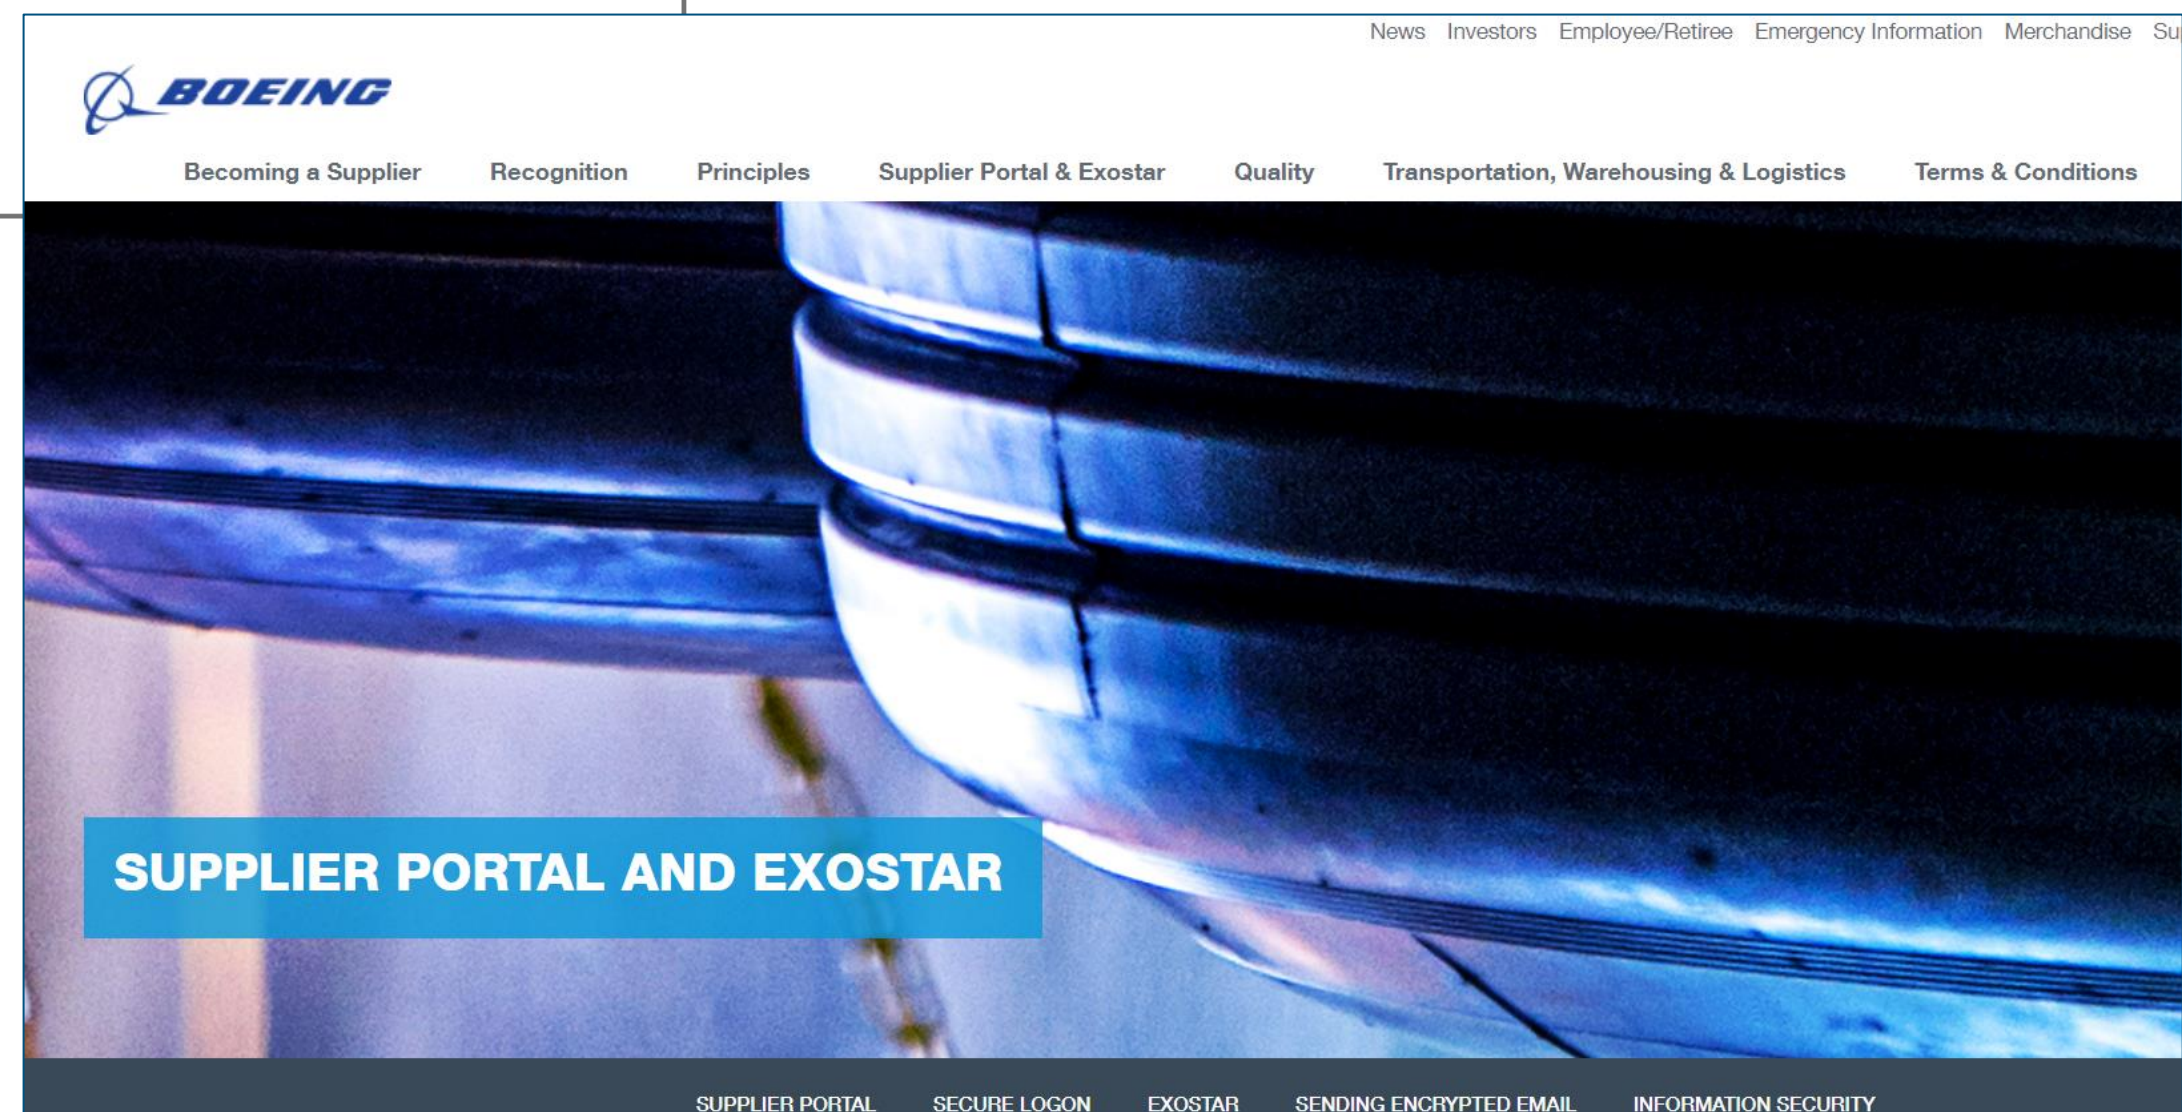 News Investors Employee/Retiree Emergency Information Merchandise
BOEING
Becoming a Supplier Recognition Principles Supplier Portal & Exostar Quality Transportation, Warehousing & Logistics Terms & Conditions
SUPPLIER PORTAL AND EXOSTAR
SUPPLIER PORTAL SECURE LOGON EXOSTAR SENDING ENCRYPTED EMAIL INFORMATION SECURITY